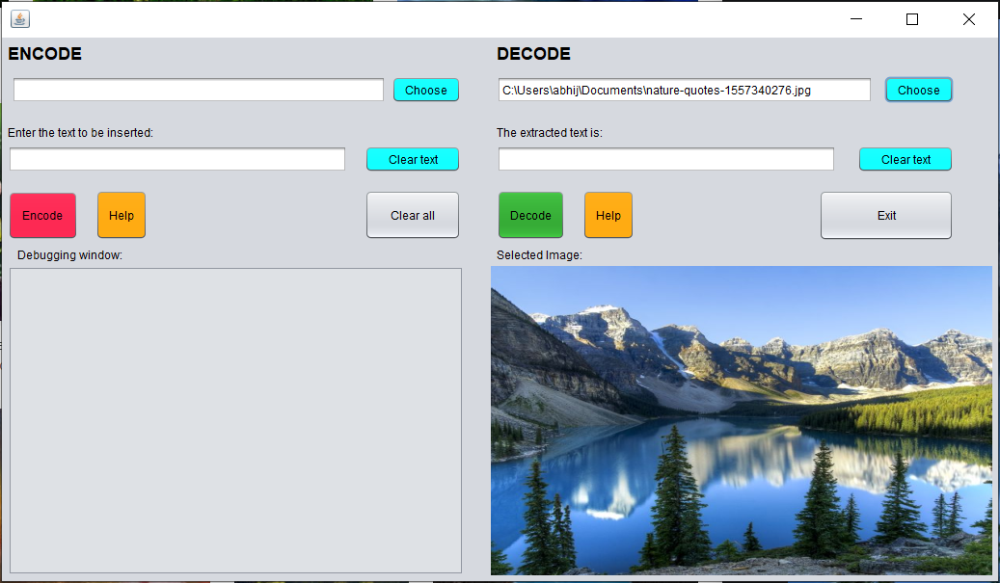 ENCODE
Choose
Enter the text to be inserted:
Clear text
Encode Help Clear all
Debugging window:
DECODE
C:\Users\abhij\Documents\nature-quotes-1557340276.jpg Choose
The extracted text is:
Clear text
Decode Help Exit
Selected Image: